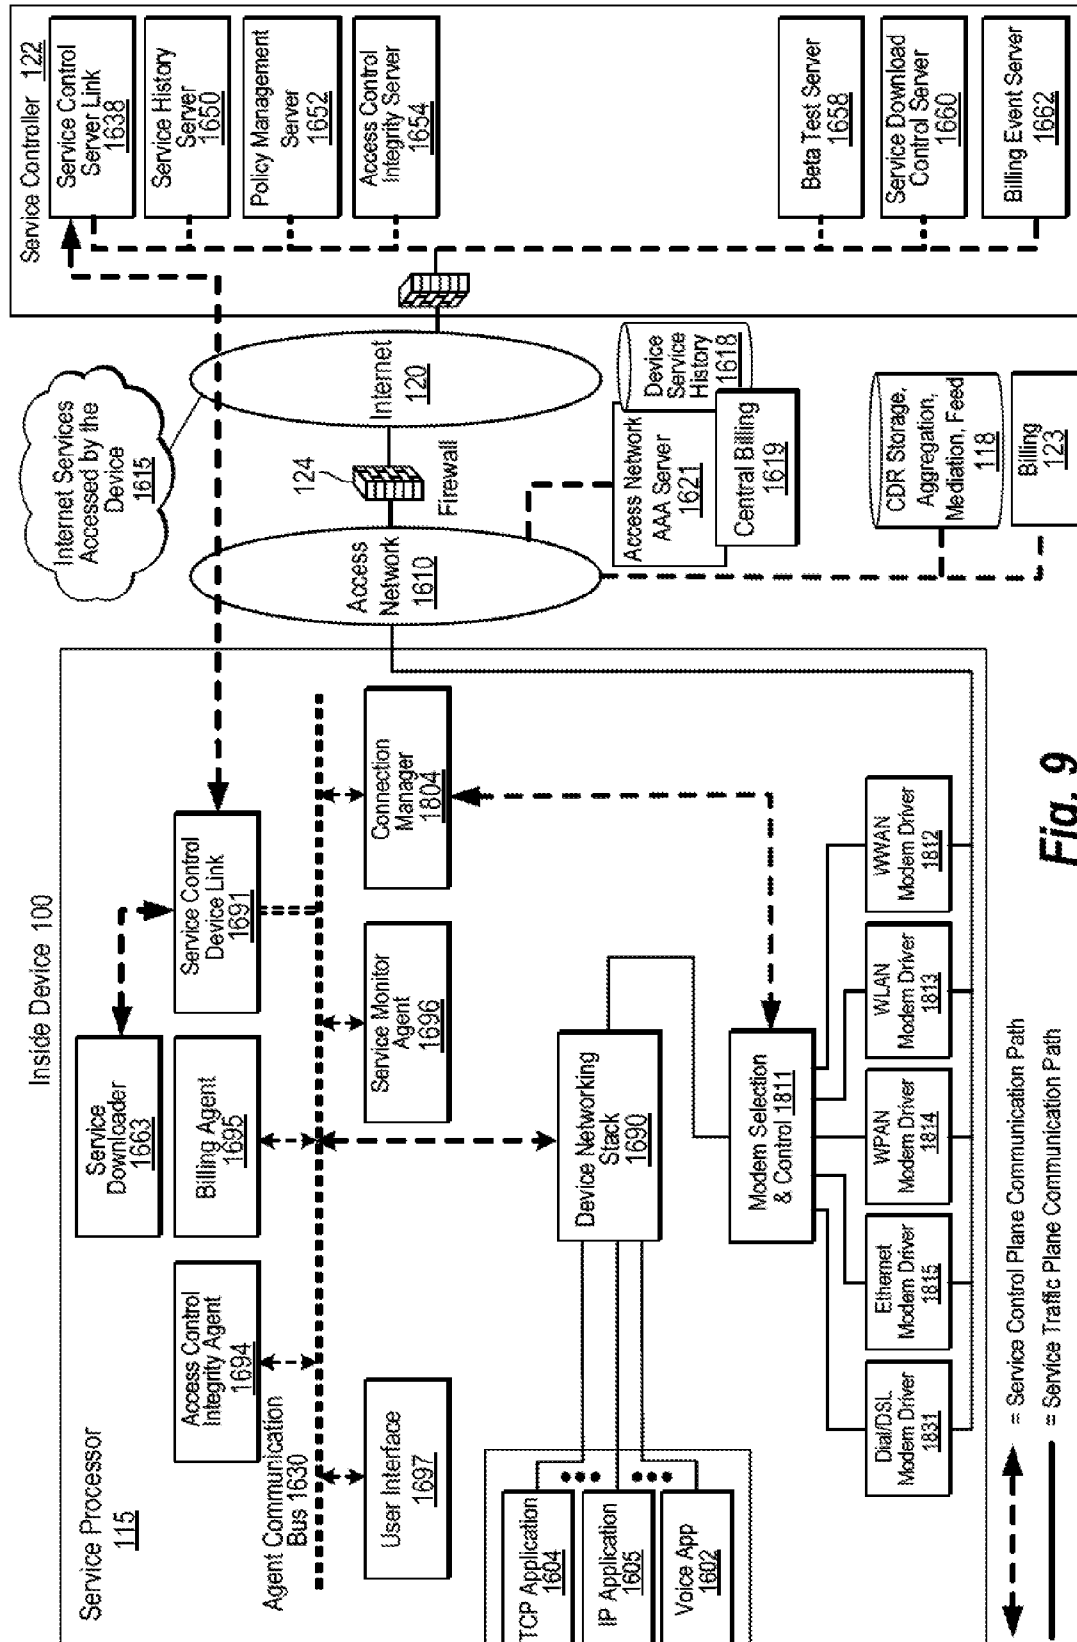 Inside Device 100
Service Processor
115
Service
Downloader
1663
Access Control
Integrity Agent
1694
Billing Agent
1695
Service Control
Device Link
1691
Agent Communication
Bus 1630
User Interface
1697
Service Monitor
Agent
1696
Connection
Manager
1804
TCP Application
1604
IP Application
1605
Voice App
1602
Device Networking
Stack
1690
Modem Selection
& Control 1811
Dial/DSL
Modem Driver
1831
Ethernet
Modem Driver
1815
WPAN
Modem Driver
1814
WLAN
Modem Driver
1813
WWAN
Modem Driver
1812
Internet Services
Accessed by the
Device
1615
Access
Network
1610
124
Firewall
Internet
120
Access Network
AAA Server
1621
Device
Service
History
1618
Central Billing
1619
CDR Storage,
Aggregation,
Mediation, Feed
118
Billing
123
Service Controller 122
Service Control
Server Link
1638
Service History
Server
1650
Policy Management
Server
1652
Access Control
Integrity Server
1654
Beta Test Server
1658
Service Download
Control Server
1660
Billing Event Server
1662
= Service Control Plane Communication Path
= Service Traffic Plane Communication Path
Fig. 9